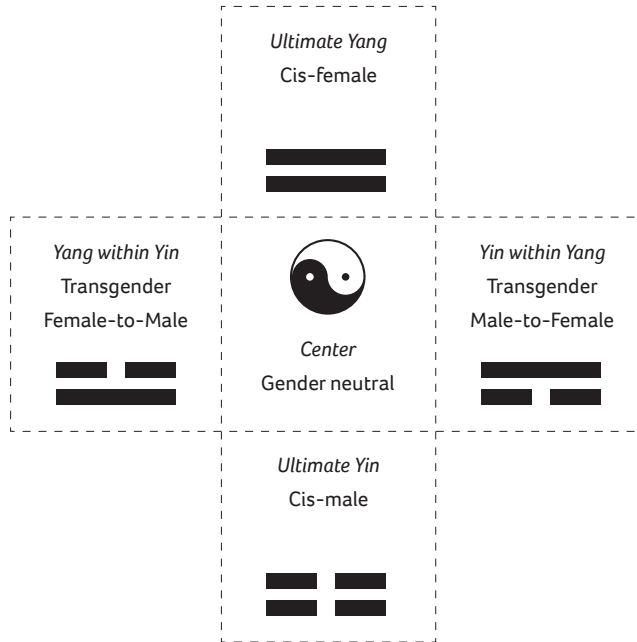 Ultimate Yang
Cis-female
Yang within Yin
Transgender
Female-to-Male
Center
Gender neutral
Yin within Yang
Transgender
Male-to-Female
Ultimate Yin
Cis-male